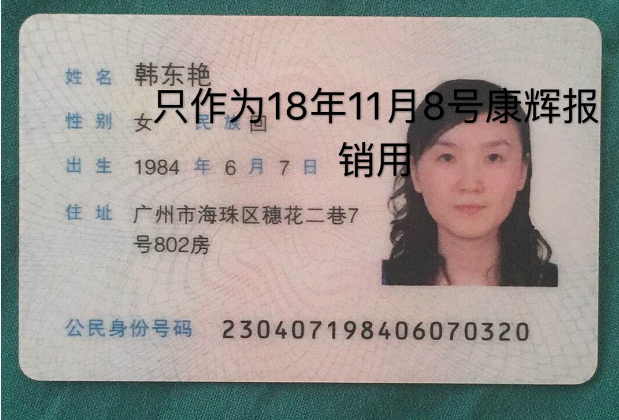 姓名 韩东艳
只作为18年11月8号康辉报销用
性别 女 民族 回
出生 1984 年 6 月 7 日
住址 广州市海珠区穗花二巷7
号802房
公民身份号码 230407198406070320